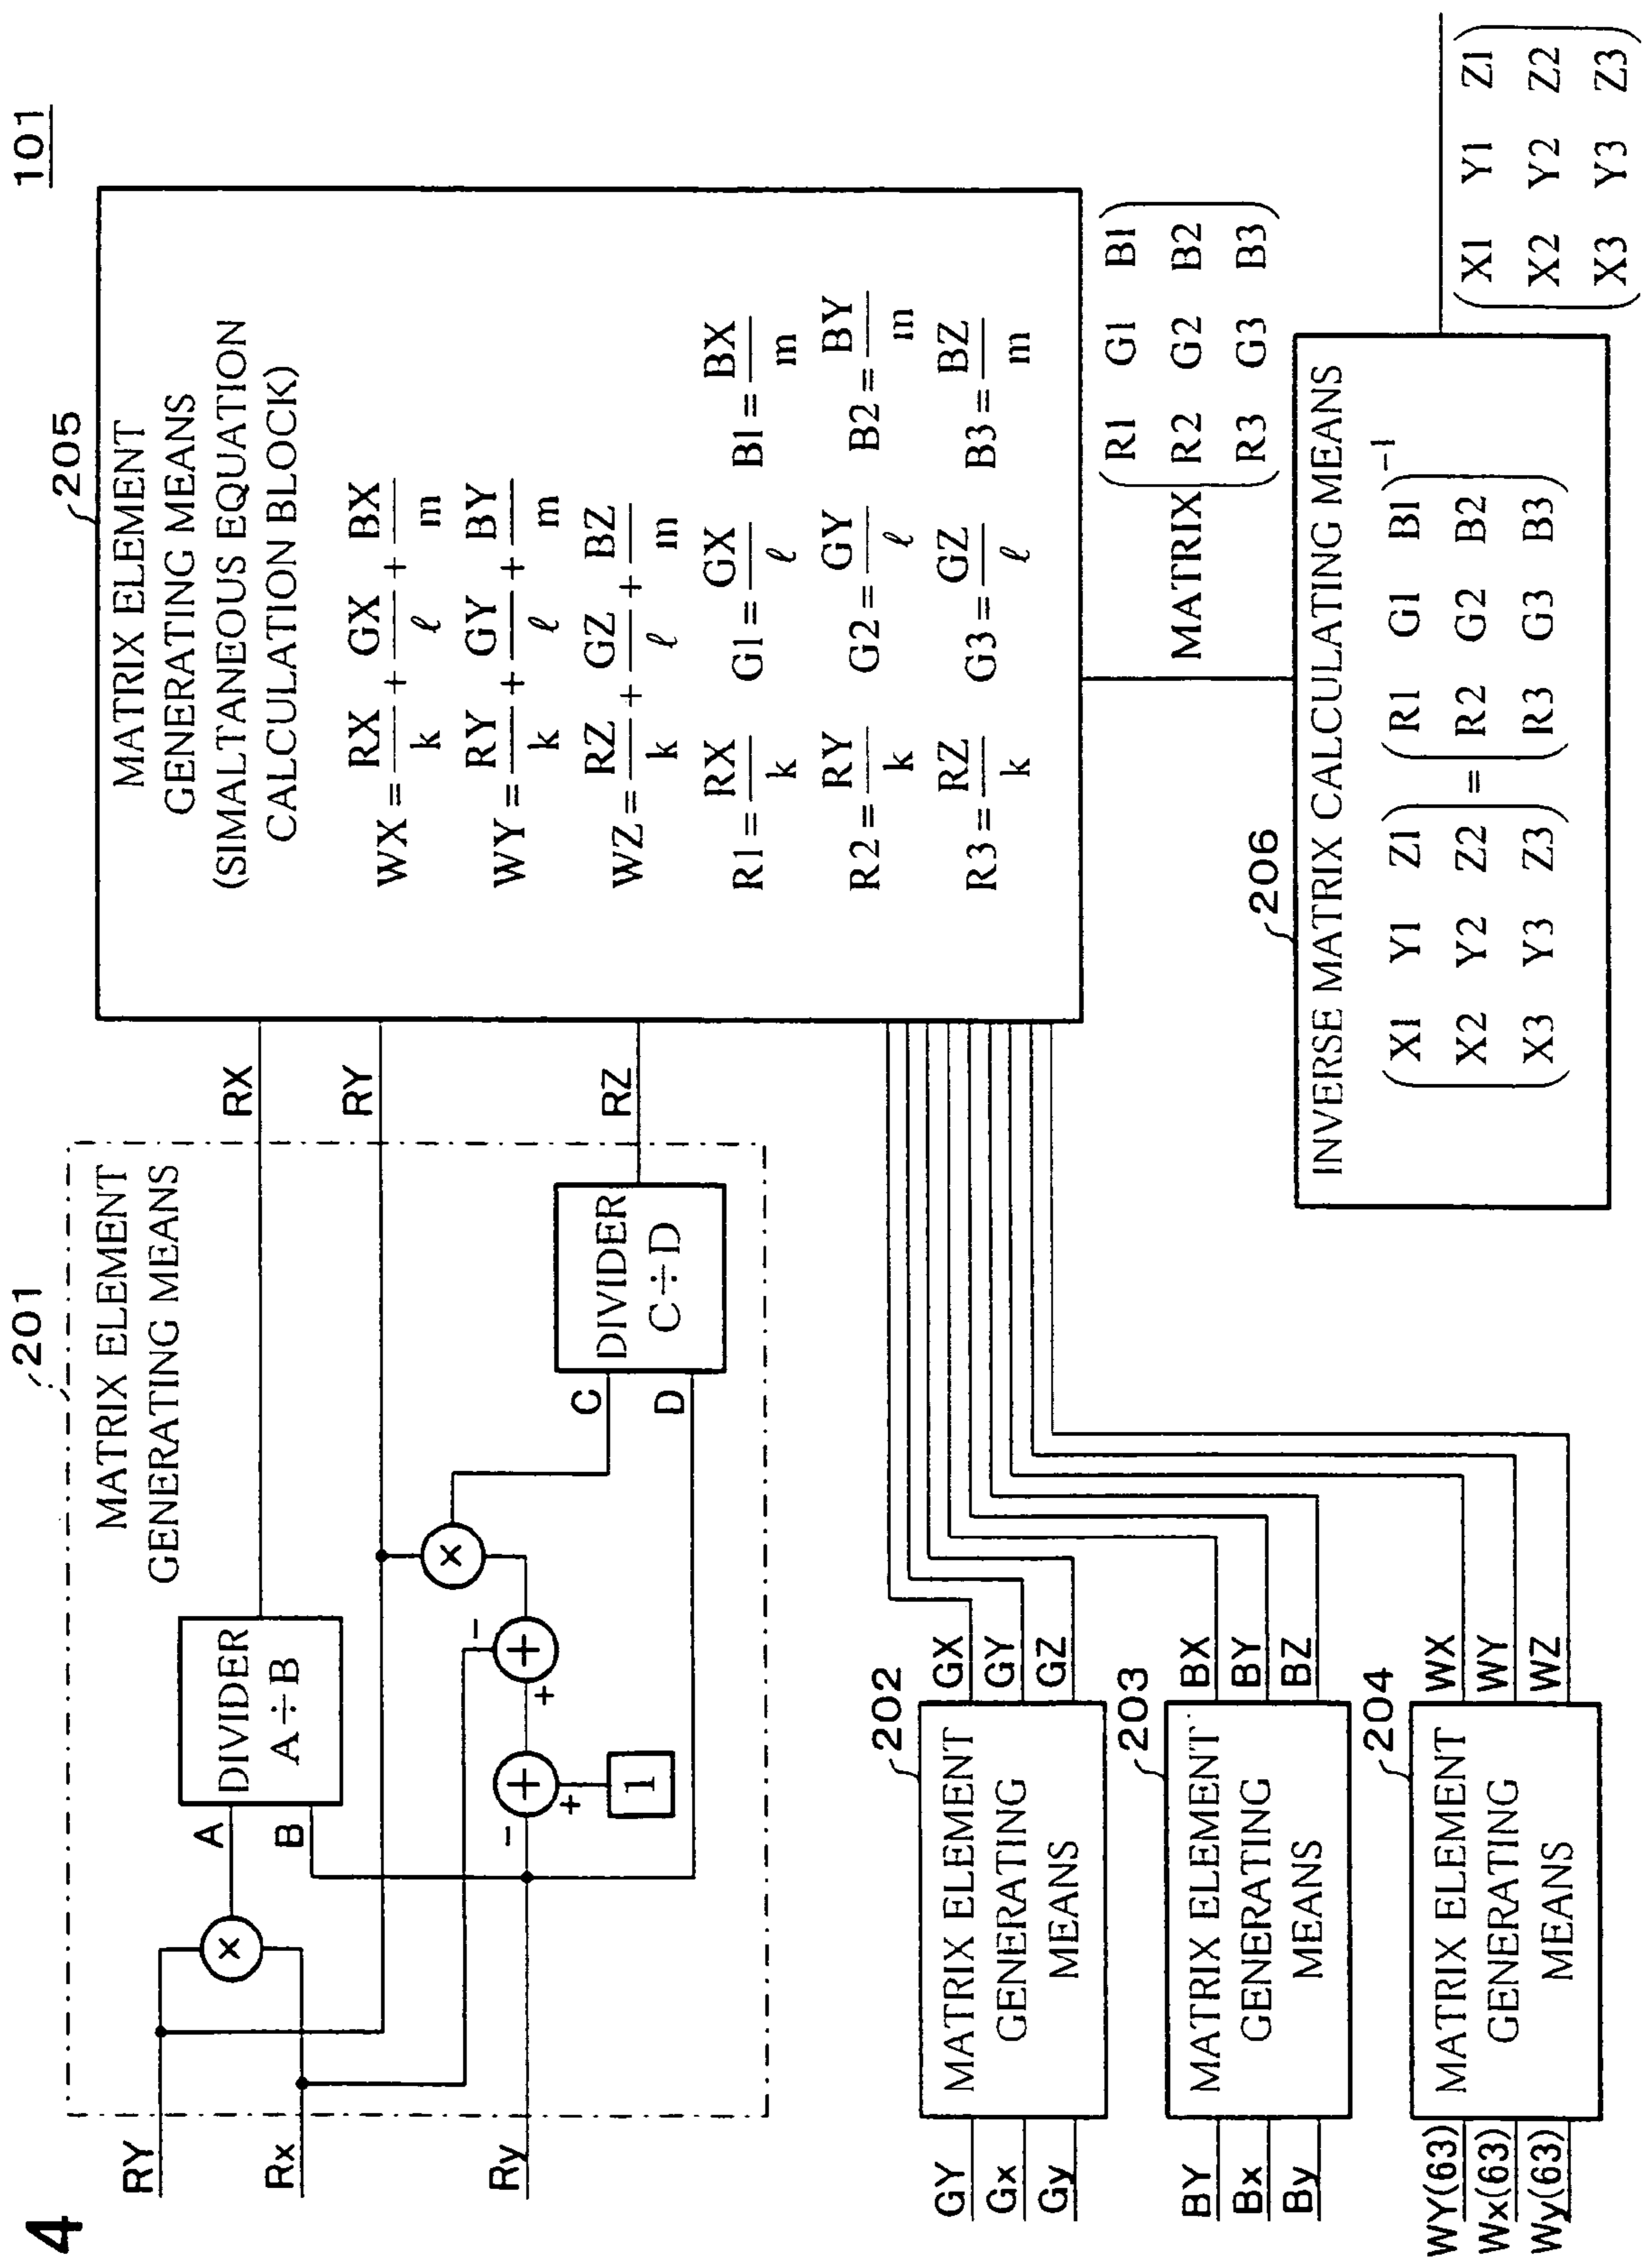 4
101
201
MATRIX ELEMENT
GENERATING MEANS
RY
Rx
Ry
×
A
B
DIVIDER
A÷B
1
+
−
+
+
+
−
×
C
D
DIVIDER
C÷D
RX
RY
RZ
205
MATRIX ELEMENT
GENERATING MEANS
(SIMALTANEOUS EQUATION
CALCULATION BLOCK)
WX = RX/k + GX/ℓ + BX/m
WY = RY/k + GY/ℓ + BY/m
WZ = RZ/k + GZ/ℓ + BZ/m
R1 = RX/k G1 = GX/ℓ B1 = BX/m
R2 = RY/k G2 = GY/ℓ B2 = BY/m
R3 = RZ/k G3 = GZ/ℓ B3 = BZ/m
202
GY
Gx
Gy
MATRIX ELEMENT
GENERATING
MEANS
GX
GY
GZ
203
BY
Bx
By
MATRIX ELEMENT
GENERATING
MEANS
BX
BY
BZ
204
WY(63)
Wx(63)
Wy(63)
MATRIX ELEMENT
GENERATING
MEANS
WX
WY
WZ
MATRIX
(R1 G1 B1
R2 G2 B2
R3 G3 B3)
206
INVERSE MATRIX CALCULATING MEANS
(X1 Y1 Z1) (R1 G1 B1)−1
X2 Y2 Z2 = R2 G2 B2
(X3 Y3 Z3) (R3 G3 B3)
(X1 Y1 Z1
X2 Y2 Z2
X3 Y3 Z3)